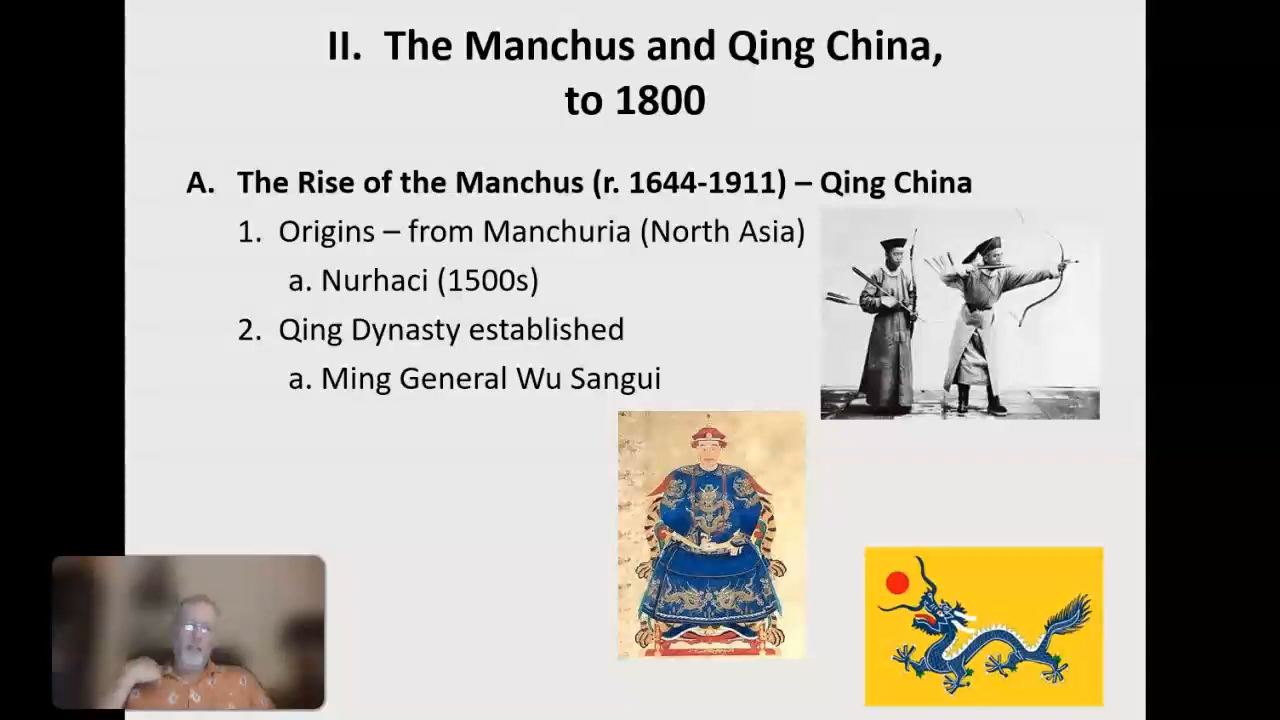 II. The Manchus and Qing China,
to 1800
A. The Rise of the Manchus (r. 1644-1911) – Qing China
1. Origins – from Manchuria (North Asia)
a. Nurhaci (1500s)
2. Qing Dynasty established
a. Ming General Wu Sangui